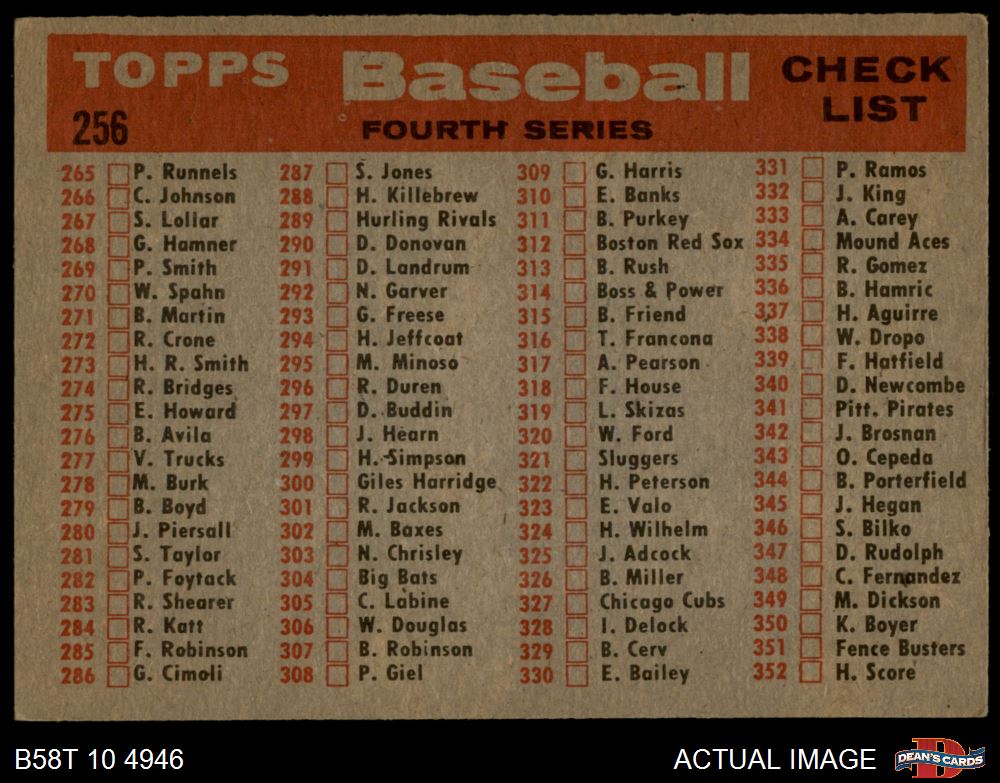 TOPPS Baseball CHECK LIST
256 FOURTH SERIES
265 P. Runnels
266 C. Johnson
267 S. Lollar
268 G. Hamner
269 P. Smith
270 W. Spahn
271 B. Martin
272 R. Crone
273 H. R. Smith
274 R. Bridges
275 E. Howard
276 B. Avila
277 V. Trucks
278 M. Burk
279 B. Boyd
280 J. Piersall
281 S. Taylor
282 P. Foytack
283 R. Shearer
284 R. Katt
285 F. Robinson
286 G. Cimoli
287 S. Jones
288 H. Killebrew
289 Hurling Rivals
290 D. Donovan
291 D. Landrum
292 N. Garver
293 G. Freese
294 H. Jeffcoat
295 M. Minoso
296 R. Duren
297 D. Buddin
298 J. Hearn
299 H. Simpson
300 Giles Harridge
301 R. Jackson
302 M. Baxes
303 N. Chrisley
304 Big Bats
305 C. Labine
306 W. Douglas
307 B. Robinson
308 P. Giel
309 G. Harris
310 E. Banks
311 B. Purkey
312 Boston Red Sox
313 B. Rush
314 Boss & Power
315 B. Friend
316 T. Francona
317 A. Pearson
318 F. House
319 L. Skizas
320 W. Ford
321 Sluggers
322 H. Peterson
323 E. Valo
324 H. Wilhelm
325 J. Adcock
326 B. Miller
327 Chicago Cubs
328 I. Delock
329 B. Cerv
330 E. Bailey
331 P. Ramos
332 J. King
333 A. Carey
334 Mound Aces
335 R. Gomez
336 B. Hamric
337 H. Aguirre
338 W. Dropo
339 F. Hatfield
340 D. Newcombe
341 Pitt. Pirates
342 J. Brosnan
343 O. Cepeda
344 B. Porterfield
345 J. Hegan
346 S. Bilko
347 D. Rudolph
348 C. Fernandez
349 M. Dickson
350 K. Boyer
351 Fence Busters
352 H. Score
B58T 10 4946
ACTUAL IMAGE
D
DEAN'S CARDS